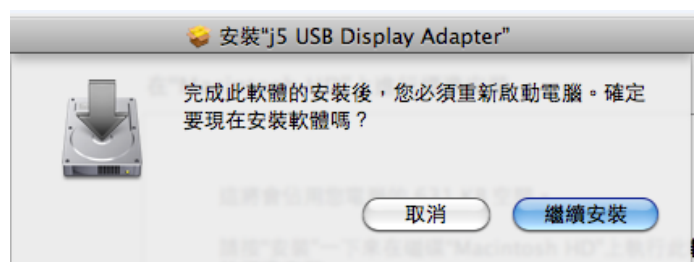 安裝“j5 USB Display Adapter”
完成此軟體的安裝後，您必須重新啟動電腦。確定
要現在安裝軟體嗎？
取消
繼續安裝